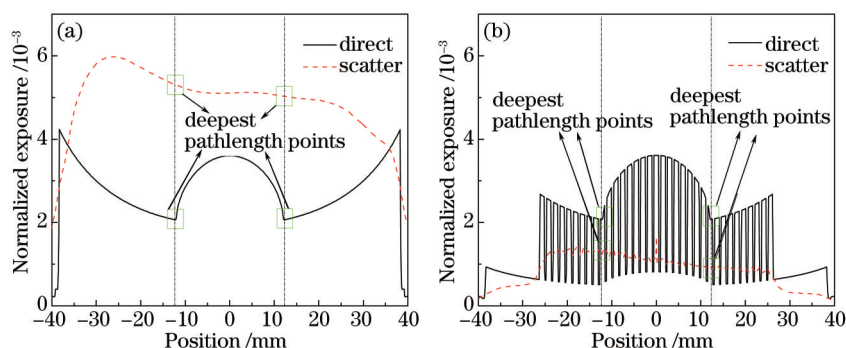 (a)
direct
scatter
deepest
pathlength points
Normalized exposure /10⁻³
6
4
2
0
−40 −30 −20 −10 0 10 20 30 40
Position /mm
(b)
direct
scatter
deepest
pathlength points
deepest
pathlength points
Normalized exposure /10⁻³
6
4
2
0
−40 −30 −20 −10 0 10 20 30 40
Position /mm